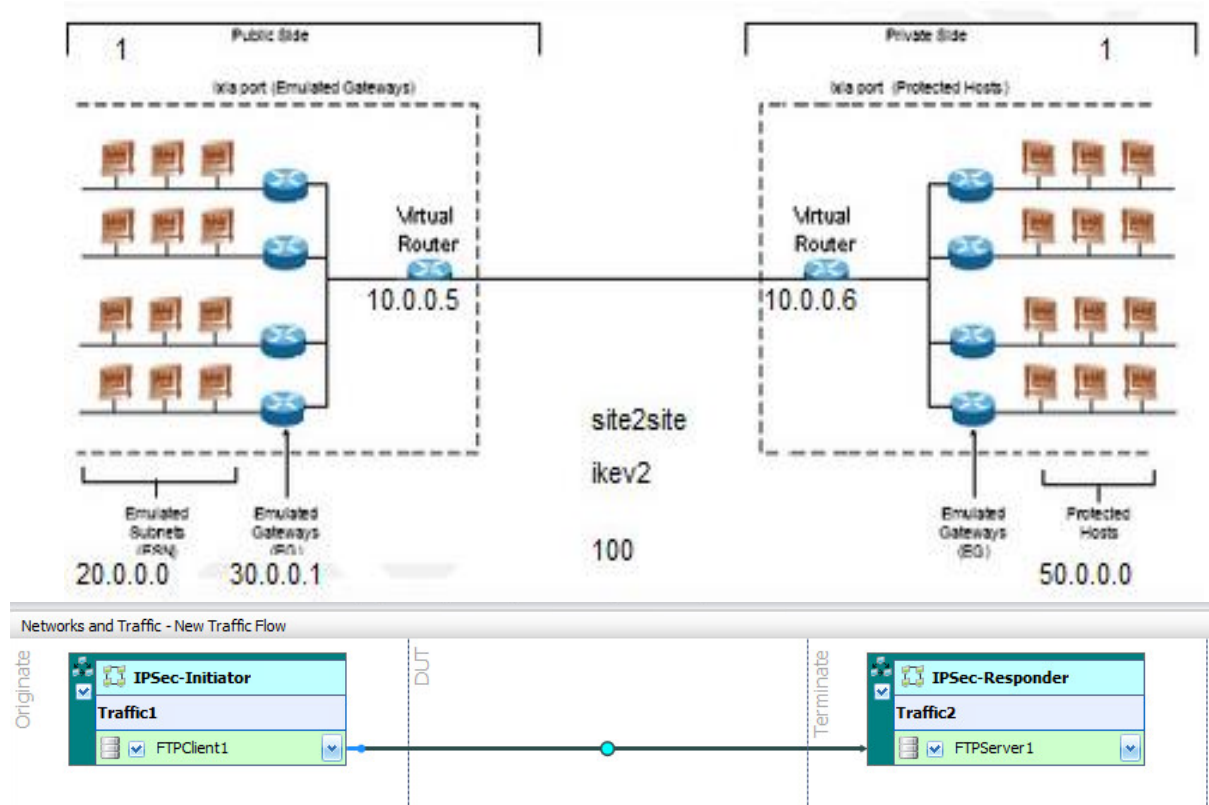 Public Side
1
Private Side
1
Ixia port (Emulated Gateways)
Ixia port (Protected Hosts)
Virtual
Router
Virtual
Router
10.0.0.5
10.0.0.6
site2site
ikev2
100
Emulated
Subnets
(ESN)
Emulated
Gateways
(EG)
Emulated
Gateways
(EG)
Protected
Hosts
20.0.0.0
30.0.0.1
50.0.0.0
Networks and Traffic - New Traffic Flow
Originate
DUT
Terminate
IPSec-Initiator
Traffic1
FTPClient1
IPSec-Responder
Traffic2
FTPServer1